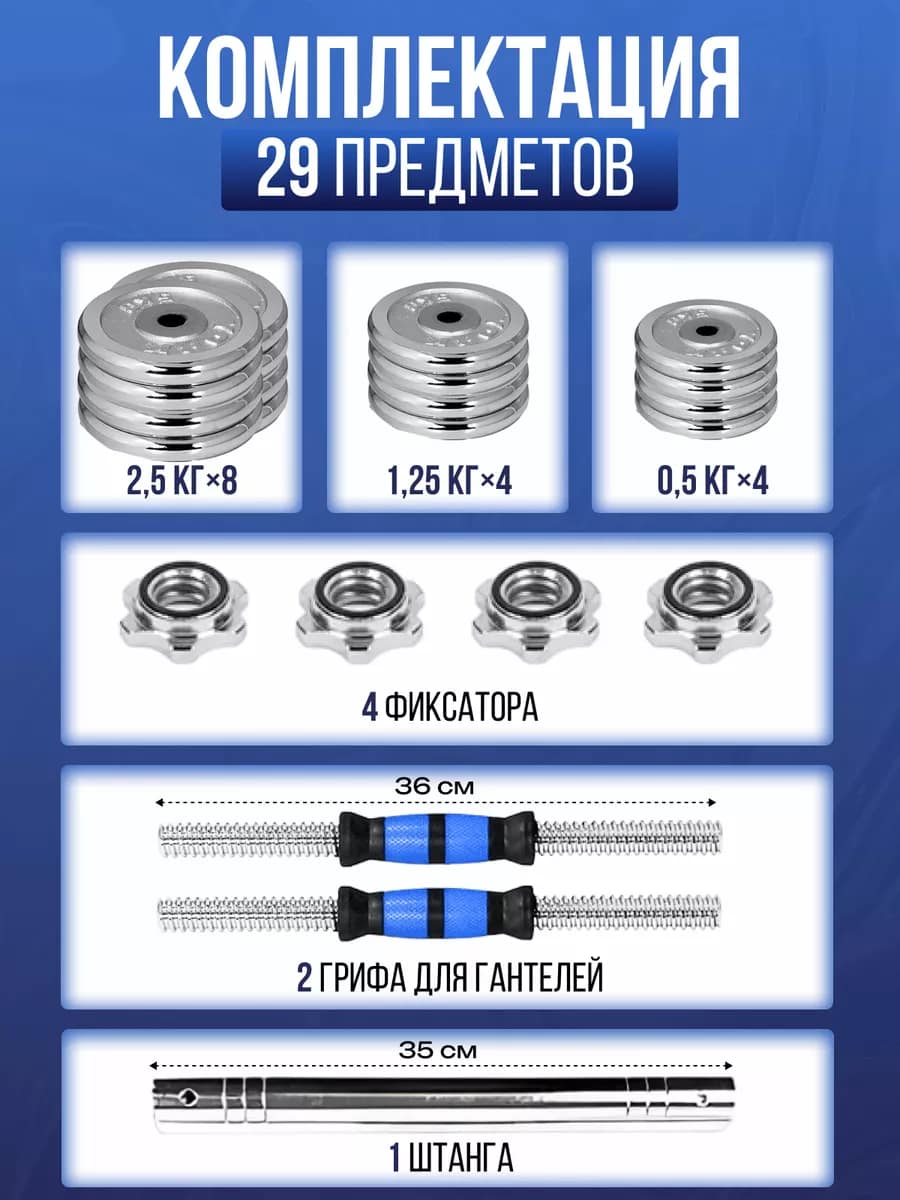 КОМПЛЕКТАЦИЯ
29 ПРЕДМЕТОВ
2,5 КГ×8
1,25 КГ×4
0,5 КГ×4
4 ФИКСАТОРА
36 см
2 ГРИФА ДЛЯ ГАНТЕЛЕЙ
35 см
1 ШТАНГА